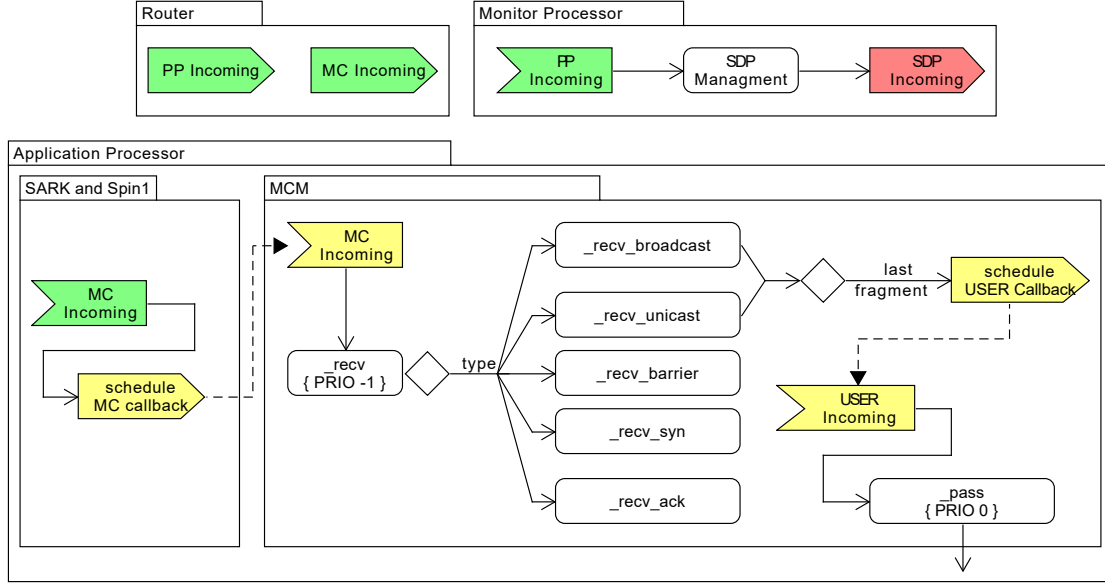 Router
PP Incoming
MC Incoming
Monitor Processor
PP
Incoming
SDP
Managment
SDP
Incoming
Application Processor
SARK and Spin1
MC
Incoming
schedule
MC callback
MCM
MC
Incoming
_recv
{ PRIO -1 }
type
_recv_broadcast
_recv_unicast
_recv_barrier
_recv_syn
_recv_ack
last
fragment
schedule
USER Callback
USER
Incoming
_pass
{ PRIO 0 }